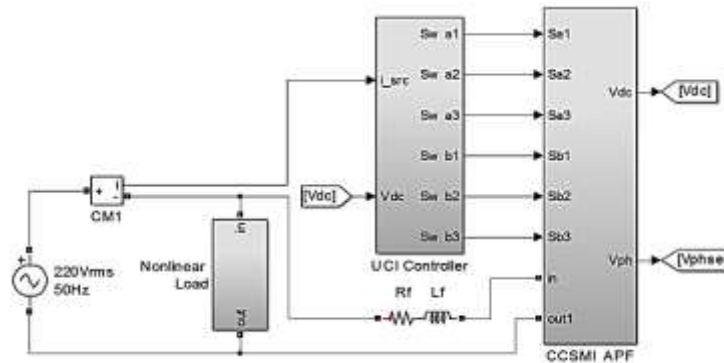 Sw a1
Sw a2
Sw a3
Sw b1
Sw b2
Sw b3
i_src
Vdc
UCI Controller
[Vdc]
Sa1
Sa2
Sa3
Sb1
Sb2
Sb3
in
out1
Vdc
Vph
CCSMI APF
[Vdc]
[Vphse]
+
i
-
CM1
+
220Vrms
50Hz
Nonlinear
Load
in
out
Rf
Lf